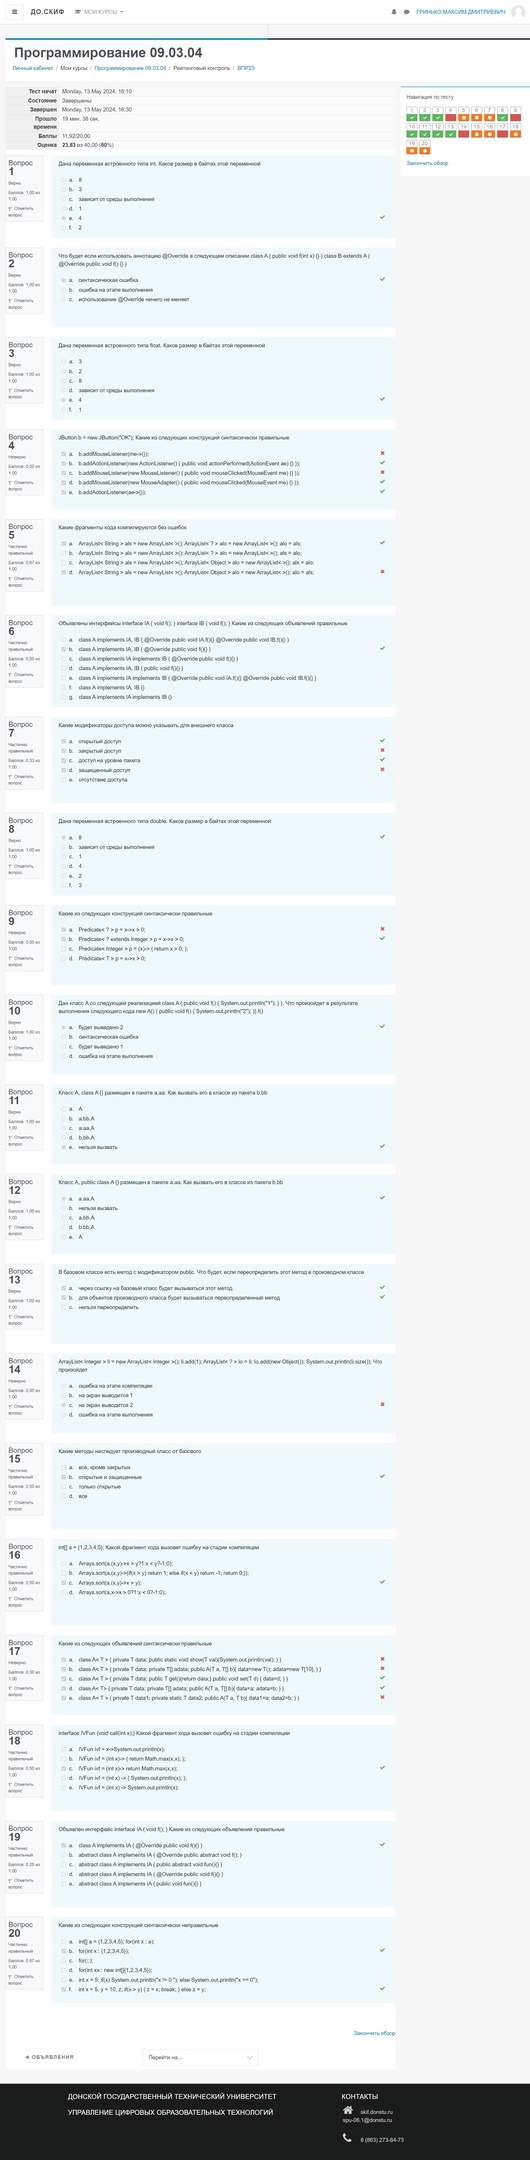 ДО.СКИФ
МОИ КУРСЫ
ГРИНЬКО МАКСИМ ДМИТРИЕВИЧ
Программирование 09.03.04
Личный кабинет / Мои курсы / Программирование 09.03.04 / Рейтинговый контроль / ВПР23
Тест начат Monday, 13 May 2024, 16:10
Состояние Завершены
Завершен Monday, 13 May 2024, 16:30
Прошло времени 19 мин. 38 сек.
Баллы 11,92/20,00
Оценка 23,83 из 40,00 (60%)
Навигация по тесту
1 2 3 4 5 6 7 8 9
10 11 12 13 14 15 16 17 18
19 20
Закончить обзор
Вопрос 1
Верно
Баллов: 1,00 из 1,00
Отметить вопрос
Дана переменная встроенного типа int. Каков размер в байтах этой переменной
a. 8
b. 3
c. зависит от среды выполнения
d. 1
e. 4
f. 2
Вопрос 2
Верно
Баллов: 1,00 из 1,00
Отметить вопрос
Что будет если использовать аннотацию @Override в следующем описании class A { public void f(int x) {} } class B extends A {
@Override public void f() {} }
a. синтаксическая ошибка
b. ошибка на этапе выполнения
c. использование @Override ничего не меняет
Вопрос 3
Верно
Баллов: 1,00 из 1,00
Отметить вопрос
Дана переменная встроенного типа float. Каков размер в байтах этой переменной
a. 3
b. 2
c. 8
d. зависит от среды выполнения
e. 4
f. 1
Вопрос 4
Неверно
Баллов: 0,00 из 1,00
Отметить вопрос
JButton b = new JButton("OK"); Какие из следующих конструкций синтаксически правильные
a. b.addMouseListener(me->{});
b. b.addActionListener(new ActionListener() { public void actionPerformed(ActionEvent ae) {} });
c. b.addMouseListener(new MouseListener() { public void mouseClicked(MouseEvent me) {} });
d. b.addMouseListener(new MouseAdapter() { public void mouseClicked(MouseEvent me) {} });
e. b.addActionListener(ae->{});
Вопрос 5
Частично правильный
Баллов: 0,67 из 1,00
Отметить вопрос
Какие фрагменты кода компилируются без ошибок
a. ArrayList< String > als = new ArrayList< >(); ArrayList< ? > alo = new ArrayList< >(); alo = als;
b. ArrayList< String > als = new ArrayList< >(); ArrayList< ? > alo = new ArrayList< >(); als = alo;
c. ArrayList< String > als = new ArrayList< >(); ArrayList< Object > alo = new ArrayList< >(); als = alo;
d. ArrayList< String > als = new ArrayList< >(); ArrayList< Object > alo = new ArrayList< >(); alo = als;
Вопрос 6
Частично правильный
Баллов: 0,50 из 1,00
Отметить вопрос
Объявлены интерфейсы interface IA { void f(); } interface IB { void f(); } Какие из следующих объявлений правильные
a. class A implements IA, IB { @Override public void IA.f(){} @Override public void IB.f(){} }
b. class A implements IA, IB { @Override public void f(){} }
c. class A implements IA implements IB { @Override public void f(){} }
d. class A implements IA, IB { public void f(){} }
e. class A implements IA implements IB { @Override public void IA.f(){} @Override public void IB.f(){} }
f. class A implements IA, IB {}
g. class A implements IA implements IB {}
Вопрос 7
Частично правильный
Баллов: 0,33 из 1,00
Отметить вопрос
Какие модификаторы доступа можно указывать для внешнего класса
a. открытый доступ
b. закрытый доступ
c. доступ на уровне пакета
d. защищенный доступ
e. отсутствие доступа
Вопрос 8
Верно
Баллов: 1,00 из 1,00
Отметить вопрос
Дана переменная встроенного типа double. Каков размер в байтах этой переменной
a. 8
b. зависит от среды выполнения
c. 1
d. 4
e. 2
f. 3
Вопрос 9
Неверно
Баллов: 0,00 из 1,00
Отметить вопрос
Какие из следующих конструкций синтаксически правильные
a. Predicate< ? > p = x->x > 0;
b. Predicate< ? extends Integer > p = x->x > 0;
c. Predicate< Integer > p = (x)-> { return x > 0; };
d. Predicate< T > p = x->x > 0;
Вопрос 10
Верно
Баллов: 1,00 из 1,00
Отметить вопрос
Дан класс A со следующей реализацией class A { public void f() { System.out.println("1"); } }. Что произойдет в результате
выполнения следующего кода new A() { public void f() { System.out.println("2"); }}.f()
a. будет выведено 2
b. синтаксическая ошибка
c. будет выведено 1
d. ошибка на этапе выполнения
Вопрос 11
Верно
Баллов: 1,00 из 1,00
Отметить вопрос
Класс A, class A {} размещен в пакете a.aa. Как вызвать его в классе из пакета b.bb
a. A
b. a.bb.A
c. a.aa.A
d. b.bb.A
e. нельзя вызвать
Вопрос 12
Верно
Баллов: 1,00 из 1,00
Отметить вопрос
Класс A, public class A {} размещен в пакете a.aa. Как вызвать его в классе из пакета b.bb
a. a.aa.A
b. нельзя вызвать
c. a.bb.A
d. b.bb.A
e. A
Вопрос 13
Верно
Баллов: 1,00 из 1,00
Отметить вопрос
В базовом классе есть метод с модификатором public. Что будет, если переопределить этот метод в производном классе
a. через ссылку на базовый класс будет вызываться этот метод
b. для объектов производного класса будет вызываться переопределенный метод
c. нельзя переопределить
Вопрос 14
Неверно
Баллов: 0,00 из 1,00
Отметить вопрос
ArrayList< Integer > li = new ArrayList< Integer >(); li.add(1); ArrayList< ? > lo = li; lo.add(new Object()); System.out.println(li.size()); Что
произойдет
a. ошибка на этапе компиляции
b. на экран выводится 1
c. на экран выводится 2
d. ошибка на этапе выполнения
Вопрос 15
Частично правильный
Баллов: 0,50 из 1,00
Отметить вопрос
Какие методы наследует производный класс от базового
a. все, кроме закрытых
b. открытые и защищенные
c. только открытые
d. все
Вопрос 16
Частично правильный
Баллов: 0,50 из 1,00
Отметить вопрос
int[] a = {1,2,3,4,5}; Какой фрагмент кода вызовет ошибку на стадии компиляции
a. Arrays.sort(a,(x,y)->x > y?1:x < y?-1:0);
b. Arrays.sort(a,(x,y)->{if(x > y) return 1; else if(x < y) return -1; return 0;});
c. Arrays.sort(a,(x,y)->x > y);
d. Arrays.sort(a,x->x > 0?1:x < 0?-1:0);
Вопрос 17
Частично правильный
Баллов: 0,00 из 1,00
Отметить вопрос
Какие из следующих объявлений синтаксически правильные
a. class A< T > { private T data; public static void show(T val){System.out.println(val); } }
b. class A< T > { private T data; private T[] adata; public A(T a, T[] b){ data=new T(); adata=new T[10]; } }
c. class A< T > { private T data; public T get(){return data;} public void set(T d) { data=d; } }
d. class A< T> { private T data; private T[] adata; public A(T a, T[] b){ data=a; adata=b; } }
e. class A< T > { private T data1; private static T data2; public A(T a, T b){ data1=a; data2=b; } }
Вопрос 18
Частично правильный
Баллов: 0,50 из 1,00
Отметить вопрос
interface IVFun {void call(int x);} Какой фрагмент кода вызовет ошибку на стадии компиляции
a. IVFun ivf = x->System.out.println(x);
b. IVFun ivf = (int x)-> { return Math.max(x,x); };
c. IVFun ivf = (int x)-> return Math.max(x,x);
d. IVFun ivf = (int x) -> { System.out.println(x); };
e. IVFun ivf = (int x) -> System.out.println(x);
Вопрос 19
Частично правильный
Баллов: 0,25 из 1,00
Отметить вопрос
Объявлен интерфейс interface IA { void f(); } Какие из следующих объявлений правильные
a. class A implements IA { @Override public void f(){} }
b. abstract class A implements IA { @Override public abstract void f(); }
c. abstract class A implements IA { public abstract void fun(){} }
d. abstract class A implements IA { @Override public void f(){} }
e. abstract class A implements IA { public void fun(){} }
Вопрос 20
Частично правильный
Баллов: 0,67 из 1,00
Отметить вопрос
Какие из следующих конструкций синтаксически неправильные
a. int[] a = {1,2,3,4,5}; for(int x : a);
b. for(int x : {1,2,3,4,5});
c. for(;;);
d. for(int xx : new int[]{1,2,3,4,5});
e. int x = 5; if(x) System.out.println("x != 0 "); else System.out.println("x == 0");
f. int x = 5, y = 10, z; if(x > y) { z = x; break; } else z = y;
Закончить обзор
◄ ОБЪЯВЛЕНИЯ
Перейти на...
ДОНСКОЙ ГОСУДАРСТВЕННЫЙ ТЕХНИЧЕСКИЙ УНИВЕРСИТЕТ
УПРАВЛЕНИЕ ЦИФРОВЫХ ОБРАЗОВАТЕЛЬНЫХ ТЕХНОЛОГИЙ
КОНТАКТЫ
skif.donstu.ru
spu-06.1@donstu.ru
8 (863) 273-84-73